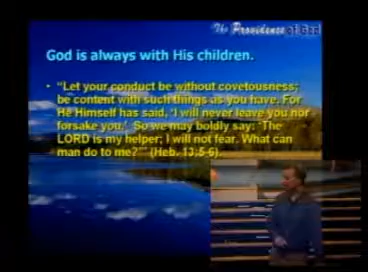 The Providence of God
God is always with His children.
• "Let your conduct be without covetousness;
be content with such things as you have. For
He Himself has said, 'I will never leave you nor
forsake you.' So we may boldly say: 'The
LORD is my helper; I will not fear. What can
man do to me?'" (Heb. 13:5-6).